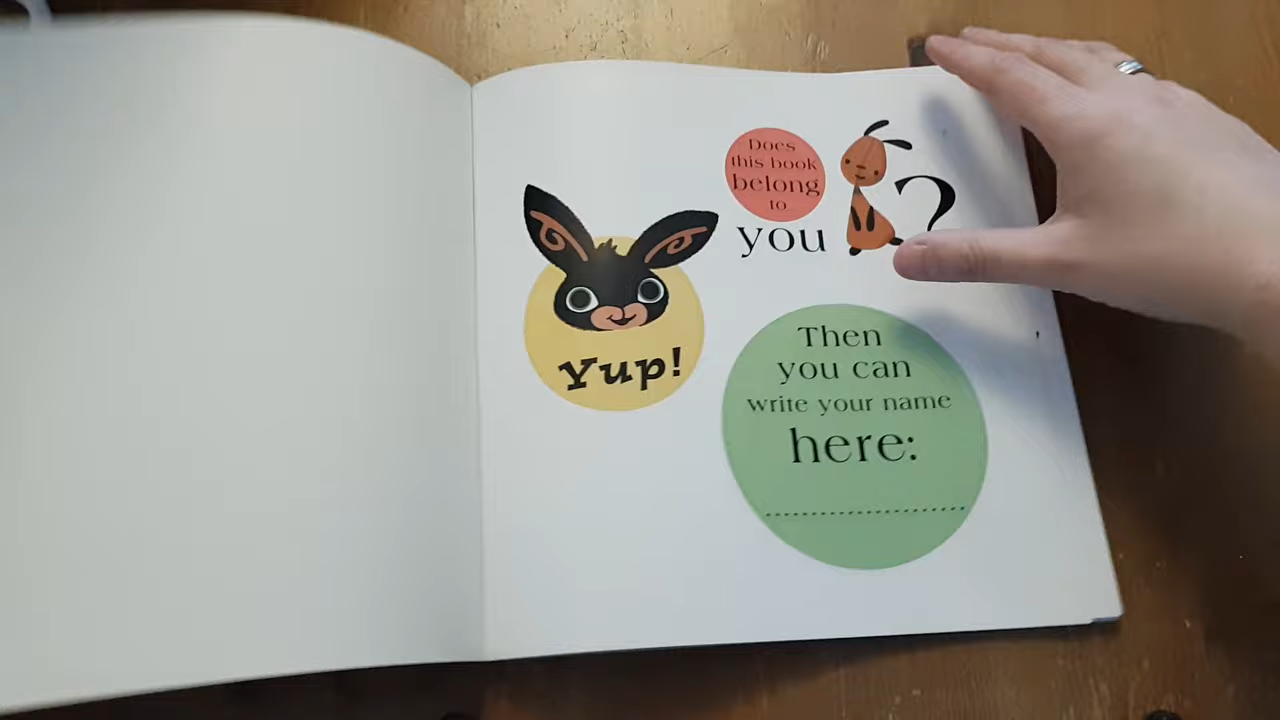 Does
this book
belong
to
you ?
Yup!
Then
you can
write your name
here: